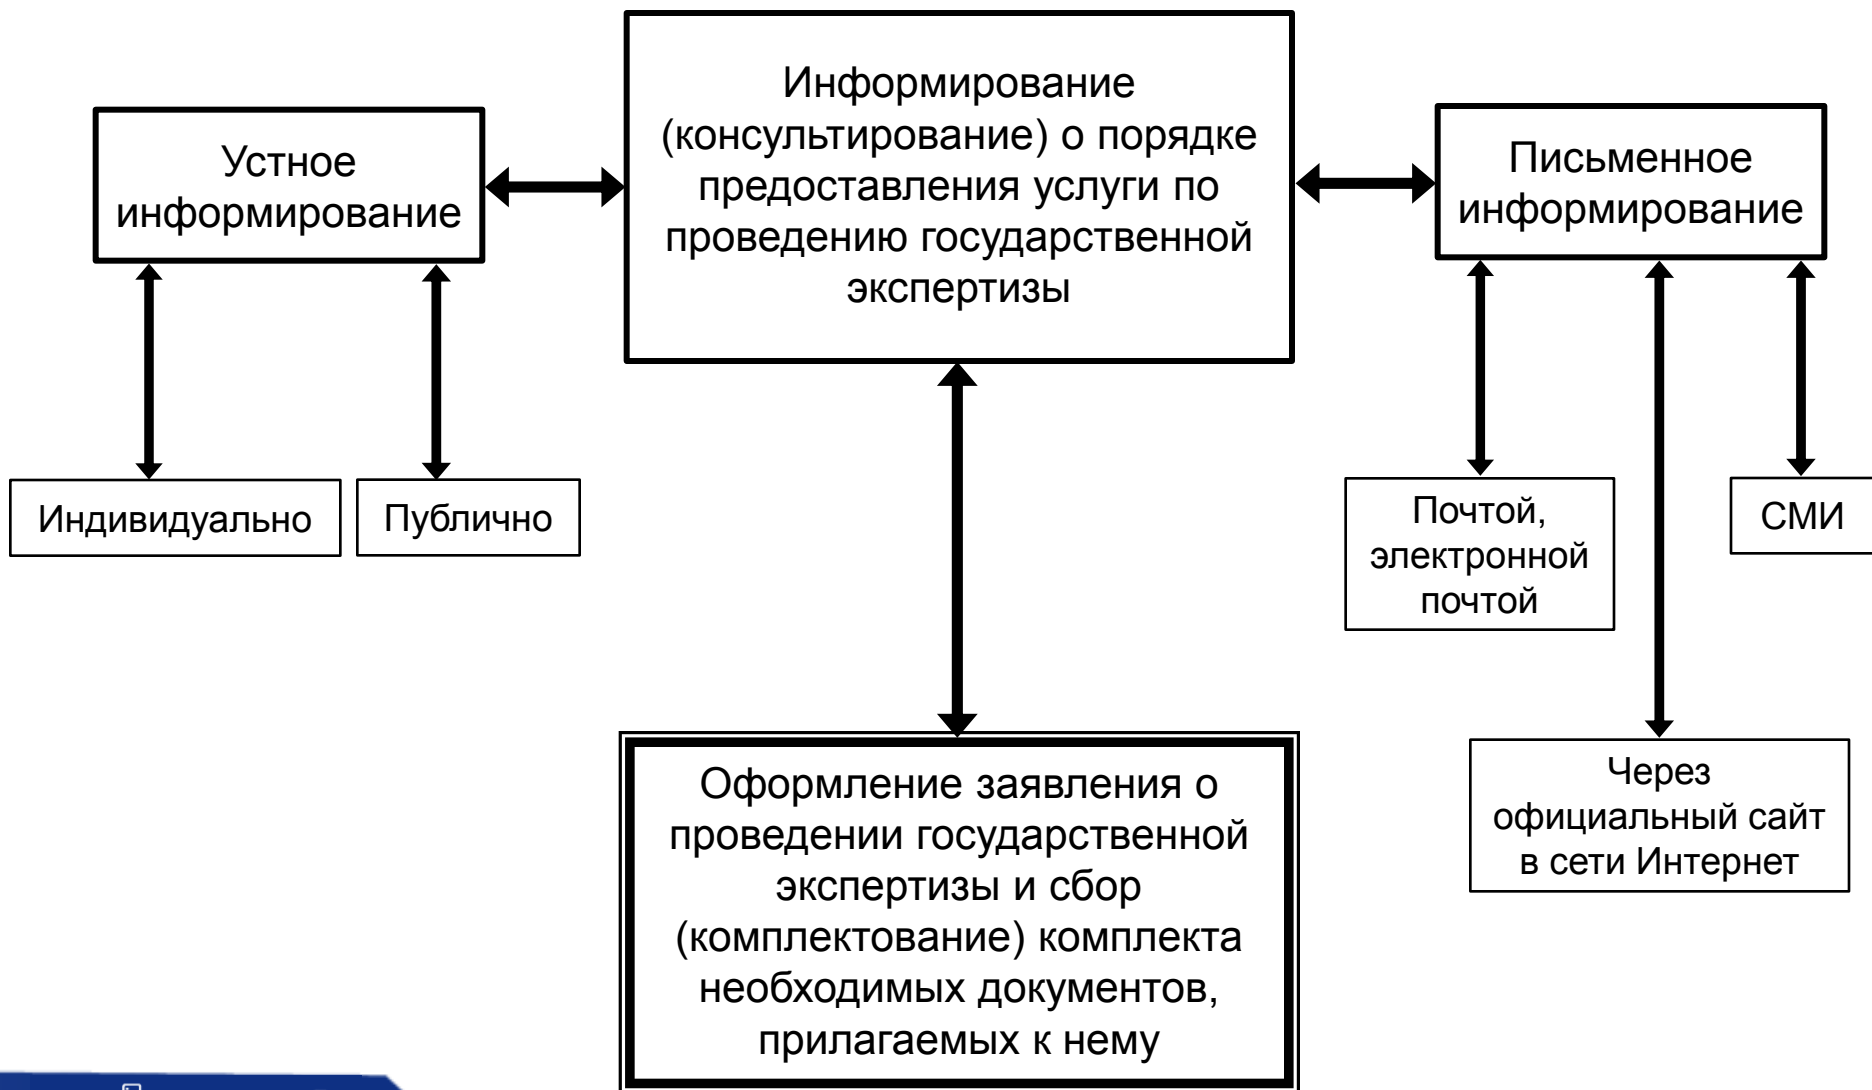 Информирование
(консультирование) о порядке
предоставления услуги по
проведению государственной
экспертизы
Устное
информирование
Письменное
информирование
Индивидуально
Публично
Почтой,
электронной
почтой
СМИ
Через
официальный сайт
в сети Интернет
Оформление заявления о
проведении государственной
экспертизы и сбор
(комплектование) комплекта
необходимых документов,
прилагаемых к нему